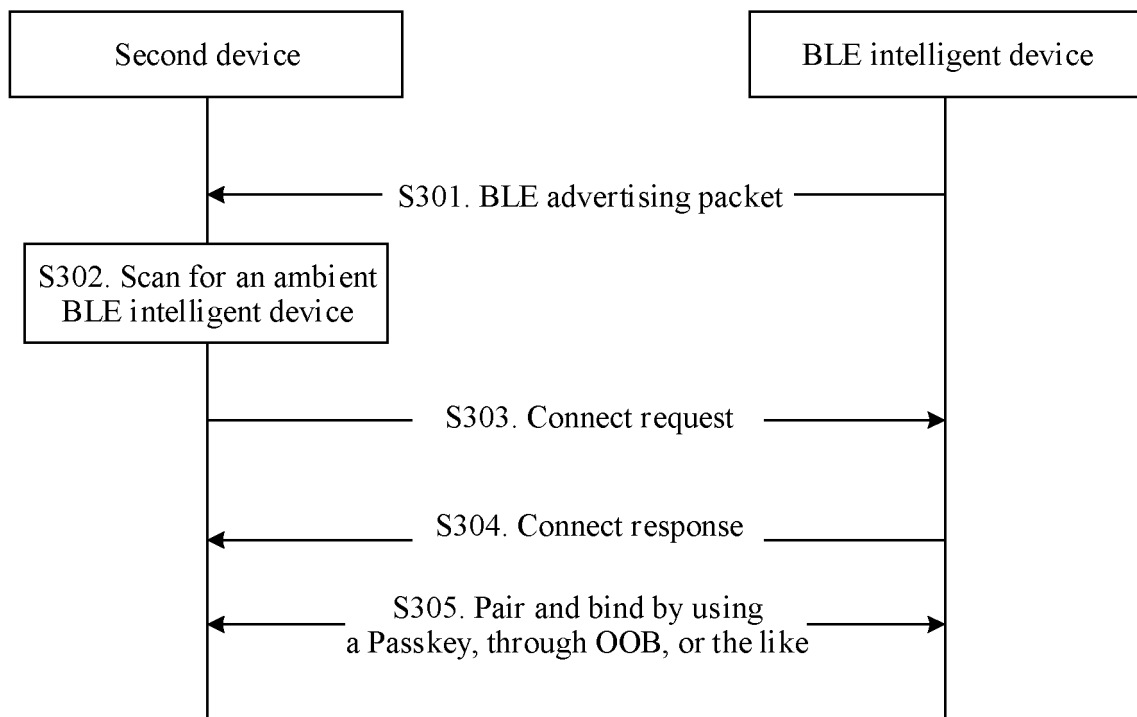 Second device
BLE intelligent device
S301. BLE advertising packet
S302. Scan for an ambient
BLE intelligent device
S303. Connect request
S304. Connect response
S305. Pair and bind by using
a Passkey, through OOB, or the like